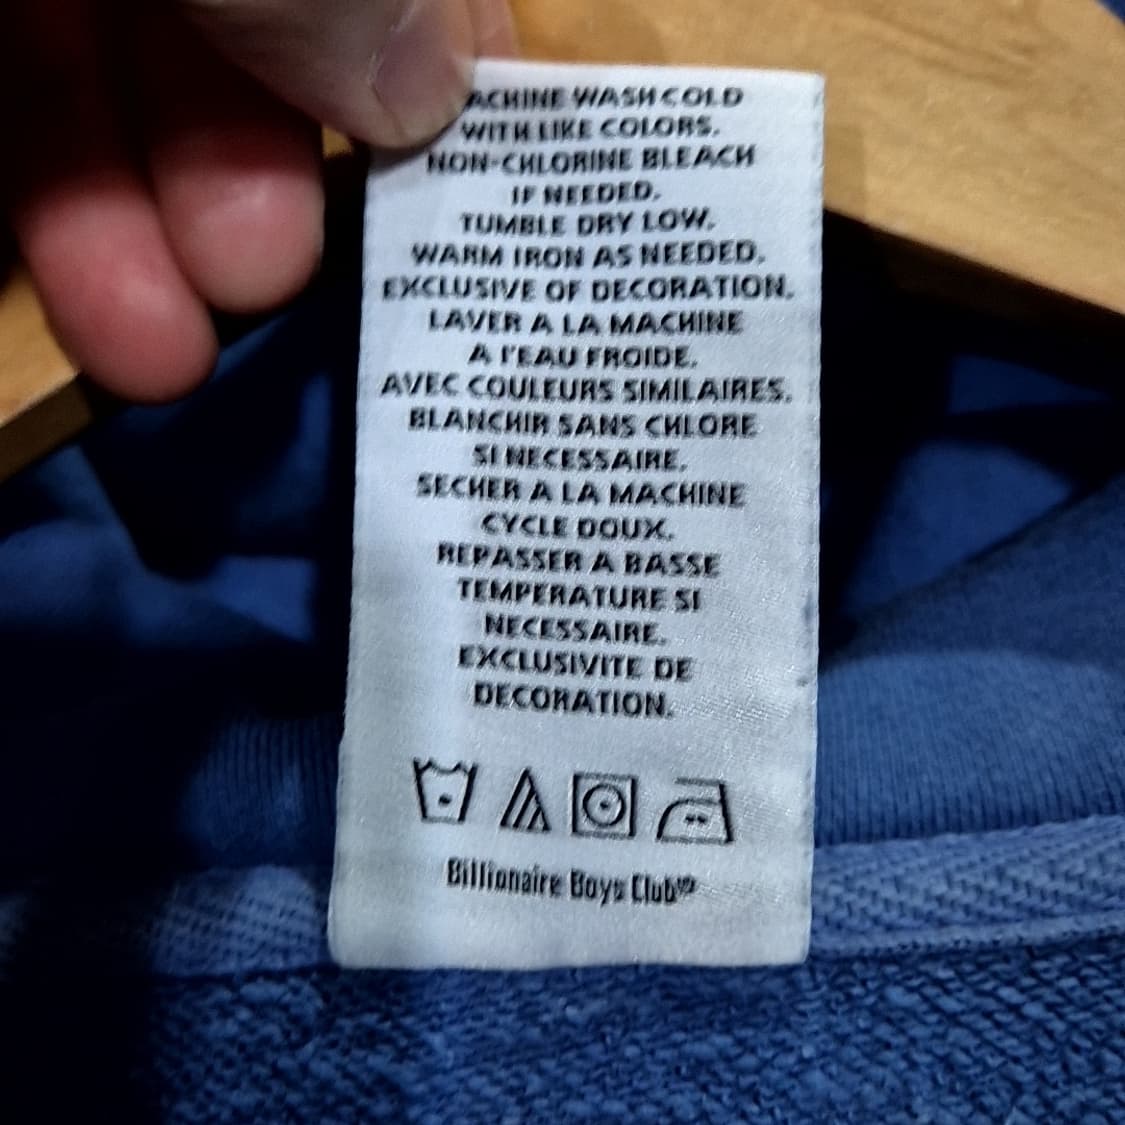 ACHINE WASH COLD
WITH LIKE COLORS.
NON-CHLORINE BLEACH
IF NEEDED.
TUMBLE DRY LOW.
WARM IRON AS NEEDED.
EXCLUSIVE OF DECORATION.
LAVER A LA MACHINE
A l'EAU FROIDE.
AVEC COULEURS SIMILAIRES.
BLANCHIR SANS CHLORE
SI NECESSAIRE.
SECHER A LA MACHINE
CYCLE DOUX.
REPASSER A BASSE
TEMPERATURE SI
NECESSAIRE.
EXCLUSIVITE DE
DECORATION.
Billionaire Boys Club